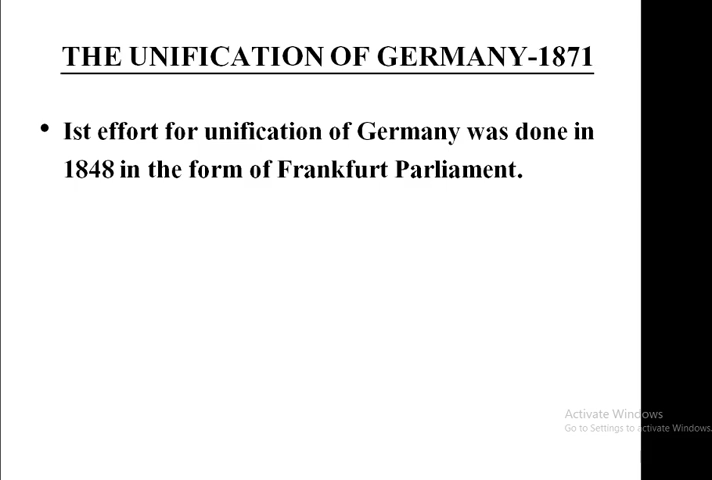 THE UNIFICATION OF GERMANY-1871
• Ist effort for unification of Germany was done in
1848 in the form of Frankfurt Parliament.
Activate Windows
Go to Settings to activate Windows.